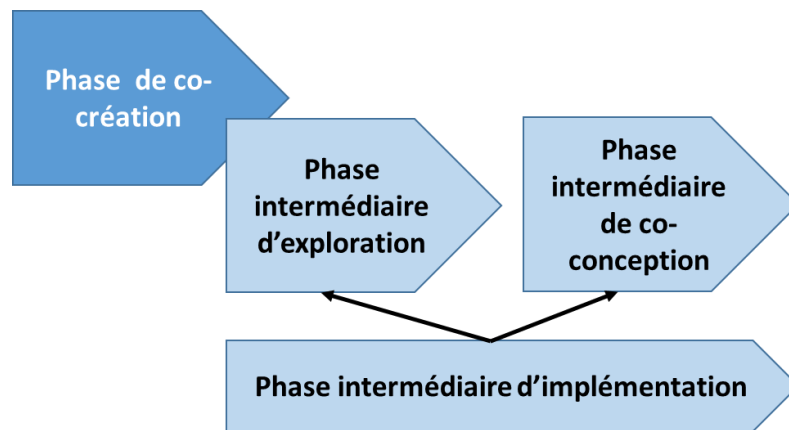 Phase de co-
création
Phase
intermédiaire
d'exploration
Phase
intermédiaire
de co-
conception
Phase intermédiaire d'implémentation